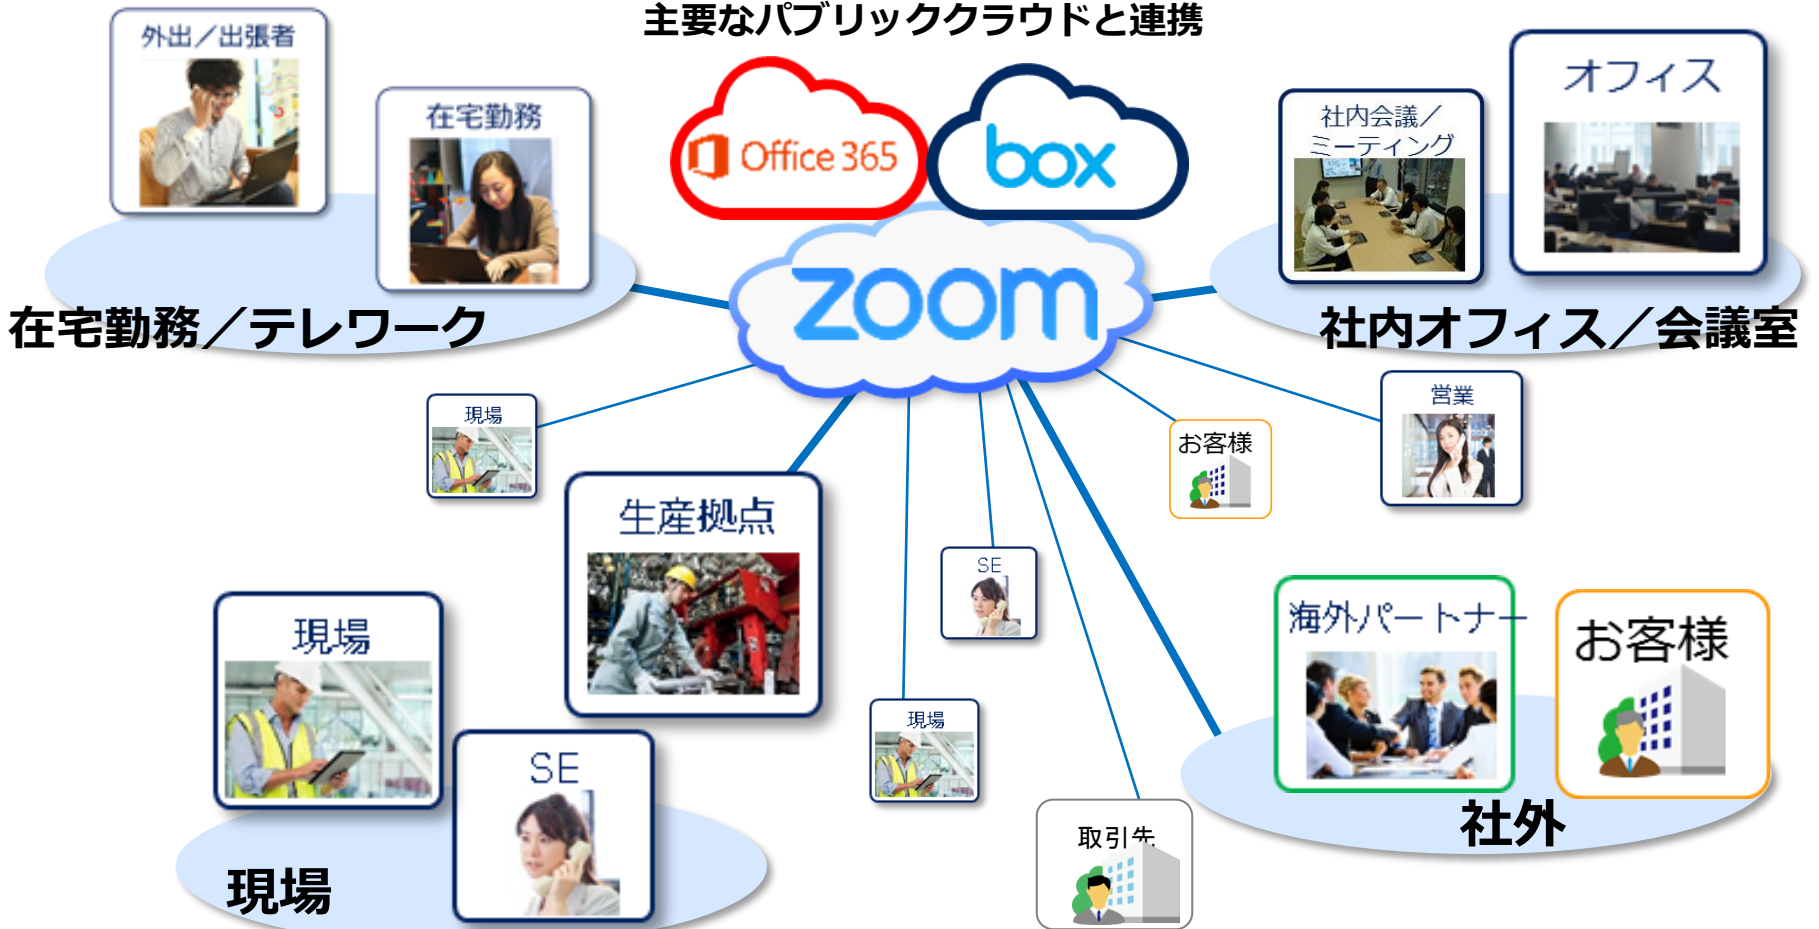 主要なパブリッククラウドと連携
外出／出張者
在宅勤務
Office 365
box
社内会議／
ミーティング
オフィス
zoom
在宅勤務／テレワーク
社内オフィス／会議室
現場
営業
お客様
生産拠点
SE
海外パートナー
お客様
現場
現場
SE
取引先
社外
現場